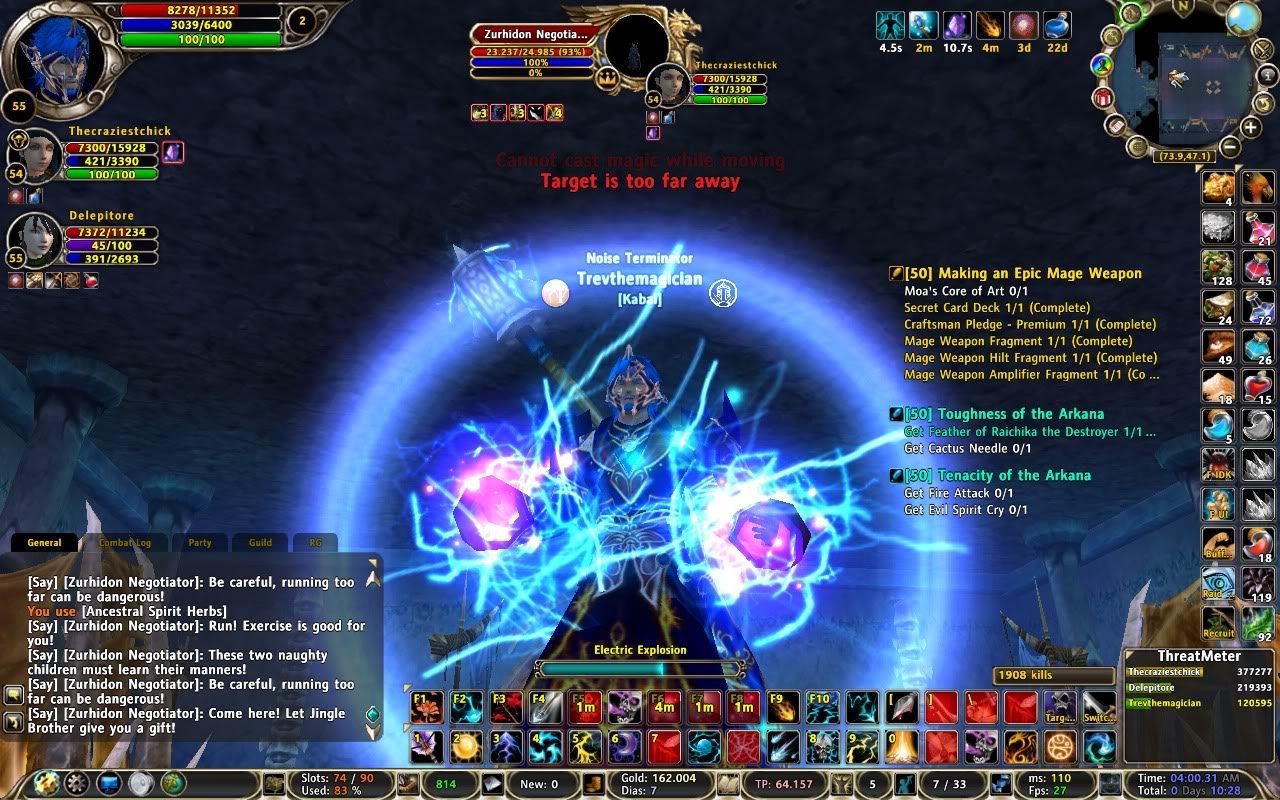 8278/11352
3039/6400
100/100
2
55
Thecraziestchick
7300/15928
421/3390
100/100
54
Delepitore
7372/11234
45/100
391/2693
55
Zurhidon Negotia...
23.237/24.985 (93%)
100%
0%
Thecraziestchick
7300/15928
421/3390
100/100
54
3 3 4
4.5s 2m 10.7s 4m 3d 22d
N
(73.9,47.1)
Cannot cast magic while moving
Target is too far away
Noise Terminator
Trevthemagician
[Kabal]
[50] Making an Epic Mage Weapon
Moa's Core of Art 0/1
Secret Card Deck 1/1 (Complete)
Craftsman Pledge - Premium 1/1 (Complete)
Mage Weapon Fragment 1/1 (Complete)
Mage Weapon Hilt Fragment 1/1 (Complete)
Mage Weapon Amplifier Fragment 1/1 (Co ...
[50] Toughness of the Arkana
Get Feather of Raichika the Destroyer 1/1 ...
Get Cactus Needle 0/1
[50] Tenacity of the Arkana
Get Fire Attack 0/1
Get Evil Spirit Cry 0/1
4
21
128 45
24 72
49 26
18 15
5
F-IDK
F UI
Buff... 18
Raid ... 119
Recruit 92
General Combat Log Party Guild RG
[Say] [Zurhidon Negotiator]: Be careful, running too
far can be dangerous!
You use [Ancestral Spirit Herbs]
[Say] [Zurhidon Negotiator]: Run! Exercise is good for
you!
[Say] [Zurhidon Negotiator]: These two naughty
children must learn their manners!
[Say] [Zurhidon Negotiator]: Be careful, running too
far can be dangerous!
[Say] [Zurhidon Negotiator]: Come here! Let Jingle
Brother give you a gift!
Electric Explosion
1908 kills
ThreatMeter
Thecraziestchick 377277
Delepitore 219393
Trevthemagician 120595
F1 F2 F3 F4 F5 1m F6 4m F7 1m F8 1m F9 F10 [ ] \ Targ... Switc...
1 2 3 4 5 6 7 8 9 0
Slots: 74 / 90
Used: 83 %
814
New: 0
Gold: 162.004
Dias: 7
TP: 64.157
5
7 / 33
ms: 110
Fps: 27
Time: 04:00.31 AM
Total: 0 Days 10:28